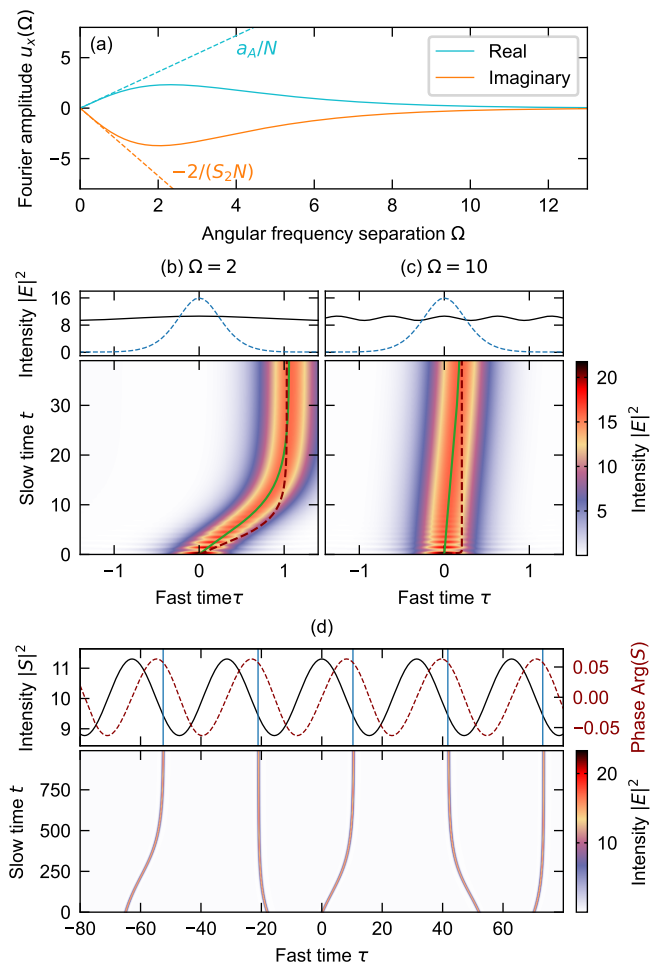 (a)
Fourier amplitude u_x(Ω)
5
0
−5
a_A/N
−2/(S_2N)
Real
Imaginary
0 2 4 6 8 10 12
Angular frequency separation Ω
(b) Ω = 2
(c) Ω = 10
Intensity |E|^2
16
8
0
Slow time t
30
20
10
0
−1 0 1
−1 0 1
Fast timeτ
Fast time τ
20
15
10
5
Intensity |E|^2
(d)
Intensity |S|^2
11
10
9
0.05
0.00
−0.05
Phase Arg(S)
Slow time t
750
500
250
0
−80 −60 −40 −20 0 20 40 60
Fast time τ
20
10
Intensity |E|^2